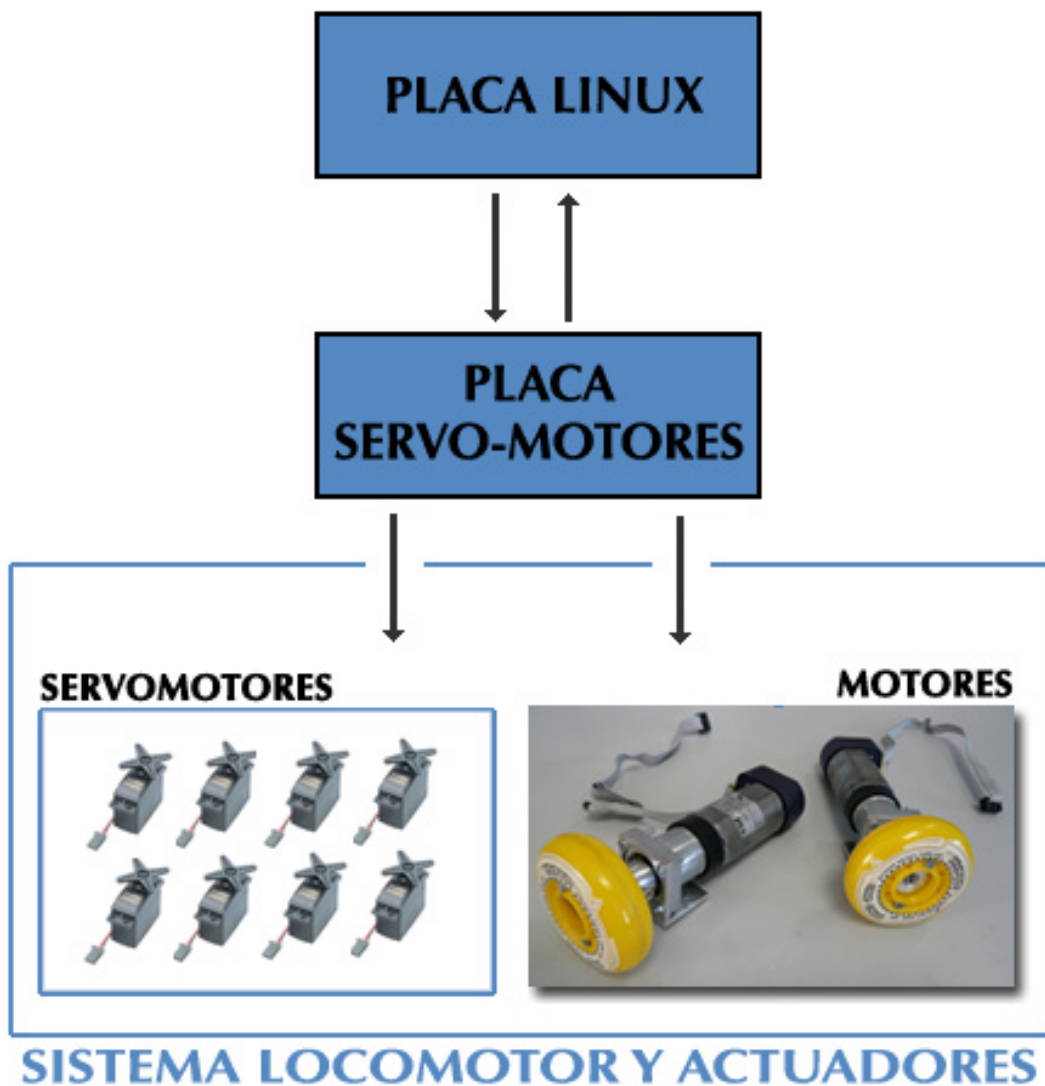 PLACA LINUX
PLACA
SERVO-MOTORES
SERVOMOTORES
MOTORES
SISTEMA LOCOMOTOR Y ACTUADORES